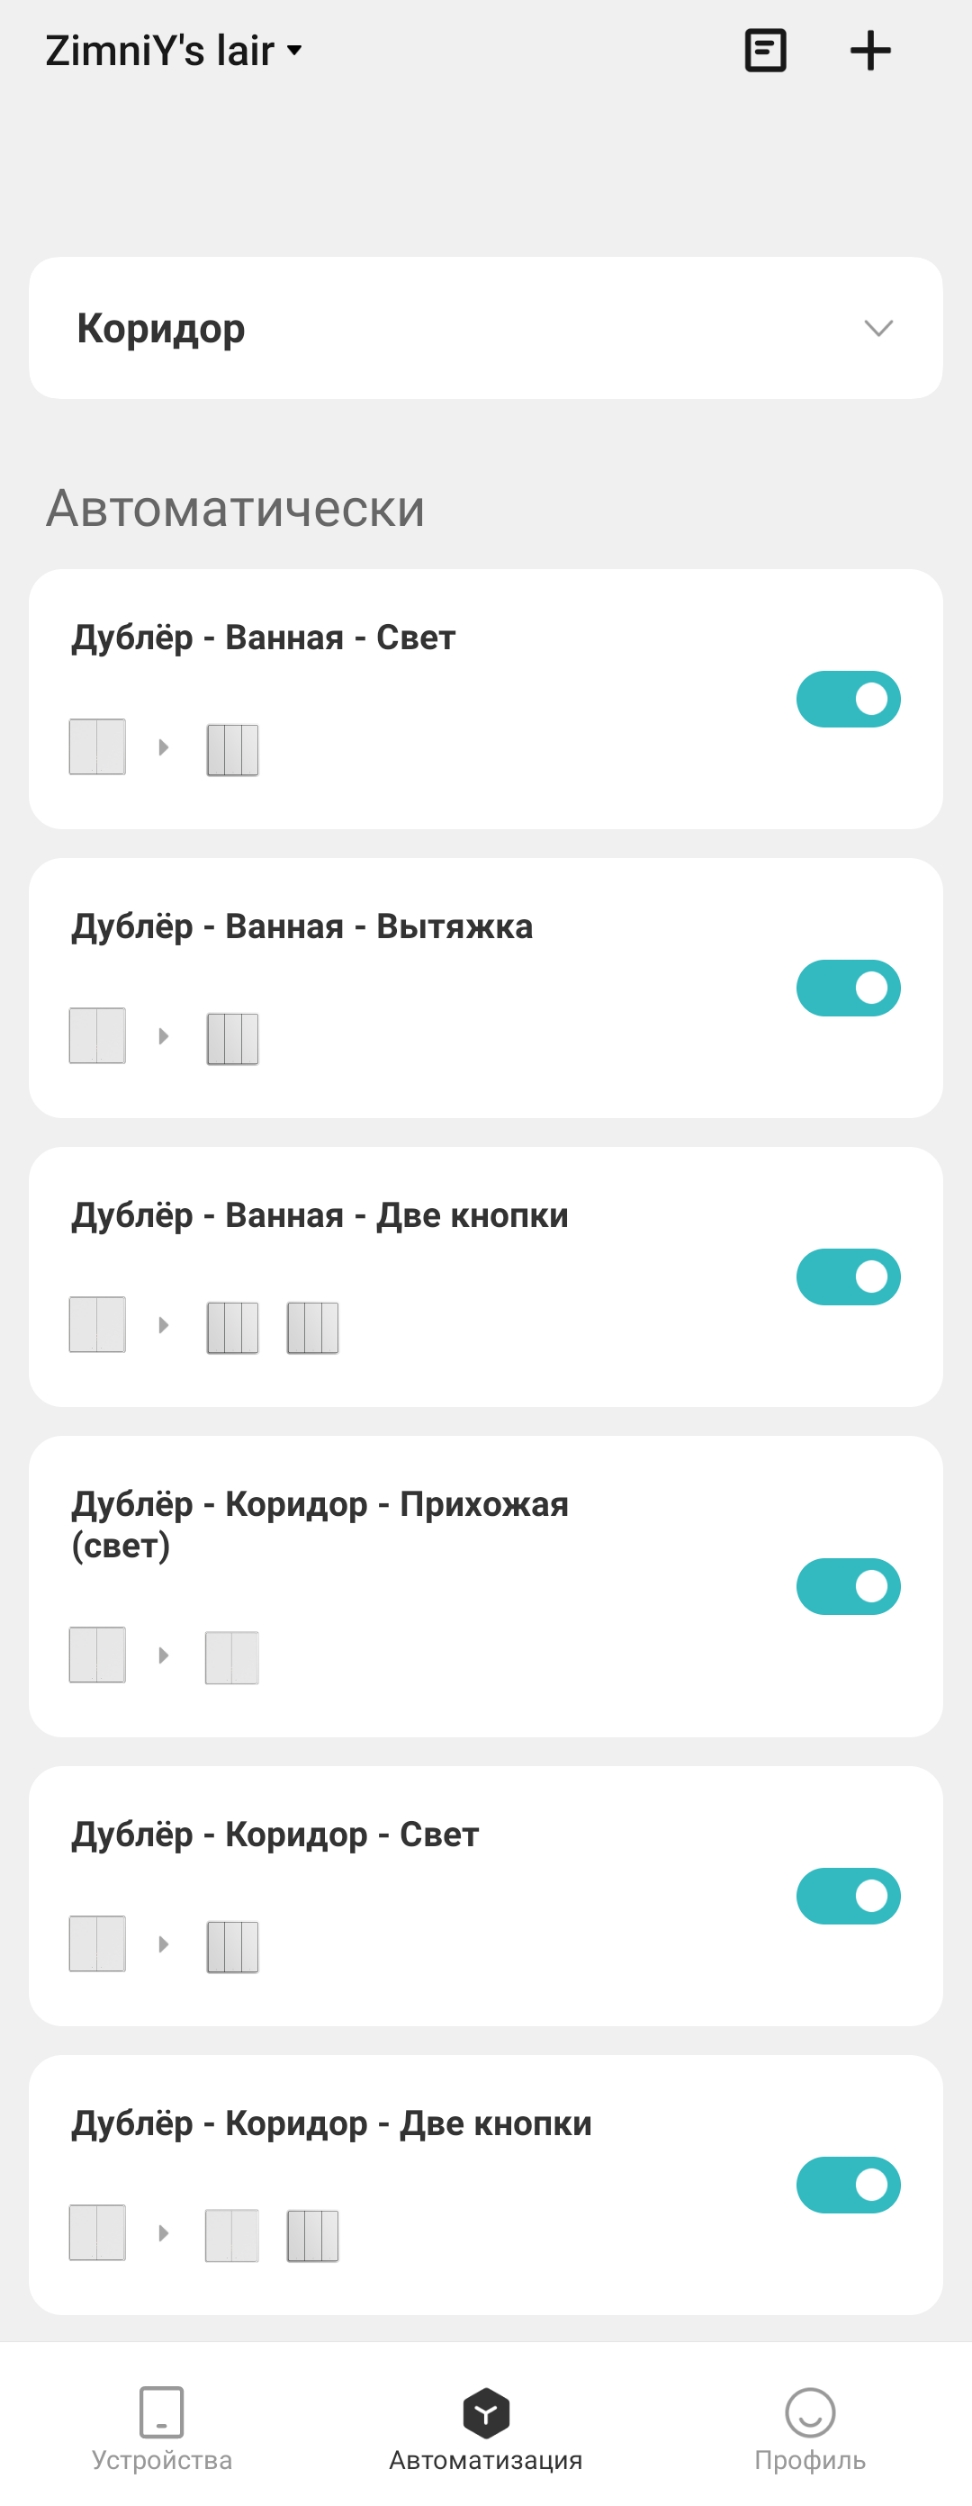 ZimniY's lair
Коридор
Автоматически
Дублёр - Ванная - Свет
Дублёр - Ванная - Вытяжка
Дублёр - Ванная - Две кнопки
Дублёр - Коридор - Прихожая
(свет)
Дублёр - Коридор - Свет
Дублёр - Коридор - Две кнопки
Устройства
Автоматизация
Профиль